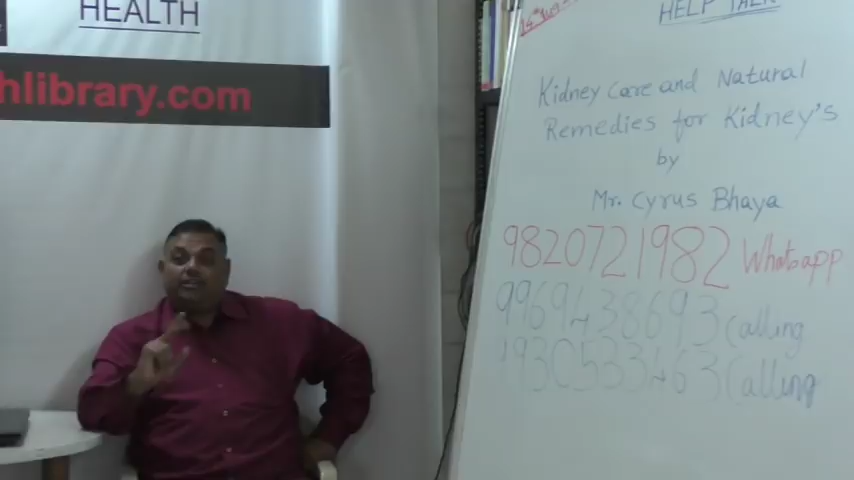 HEALTH
hlibrary.com
HELP TALK
Kidney Care and Natural
Remedies for Kidney's
by
Mr. Cyrus Bhaya
9820721982 Whatsapp
9969438693 Calling
Calling